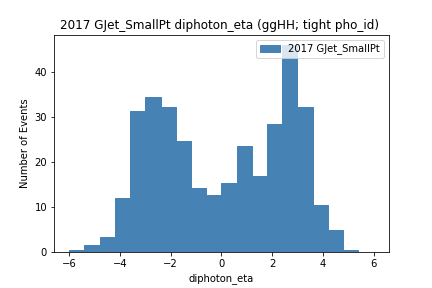 2017 GJet_SmallPt diphoton_eta (ggHH; tight pho_id)
2017 GJet_SmallPt
Number of Events
40
30
20
10
0
−6 −4 −2 0 2 4 6
diphoton_eta